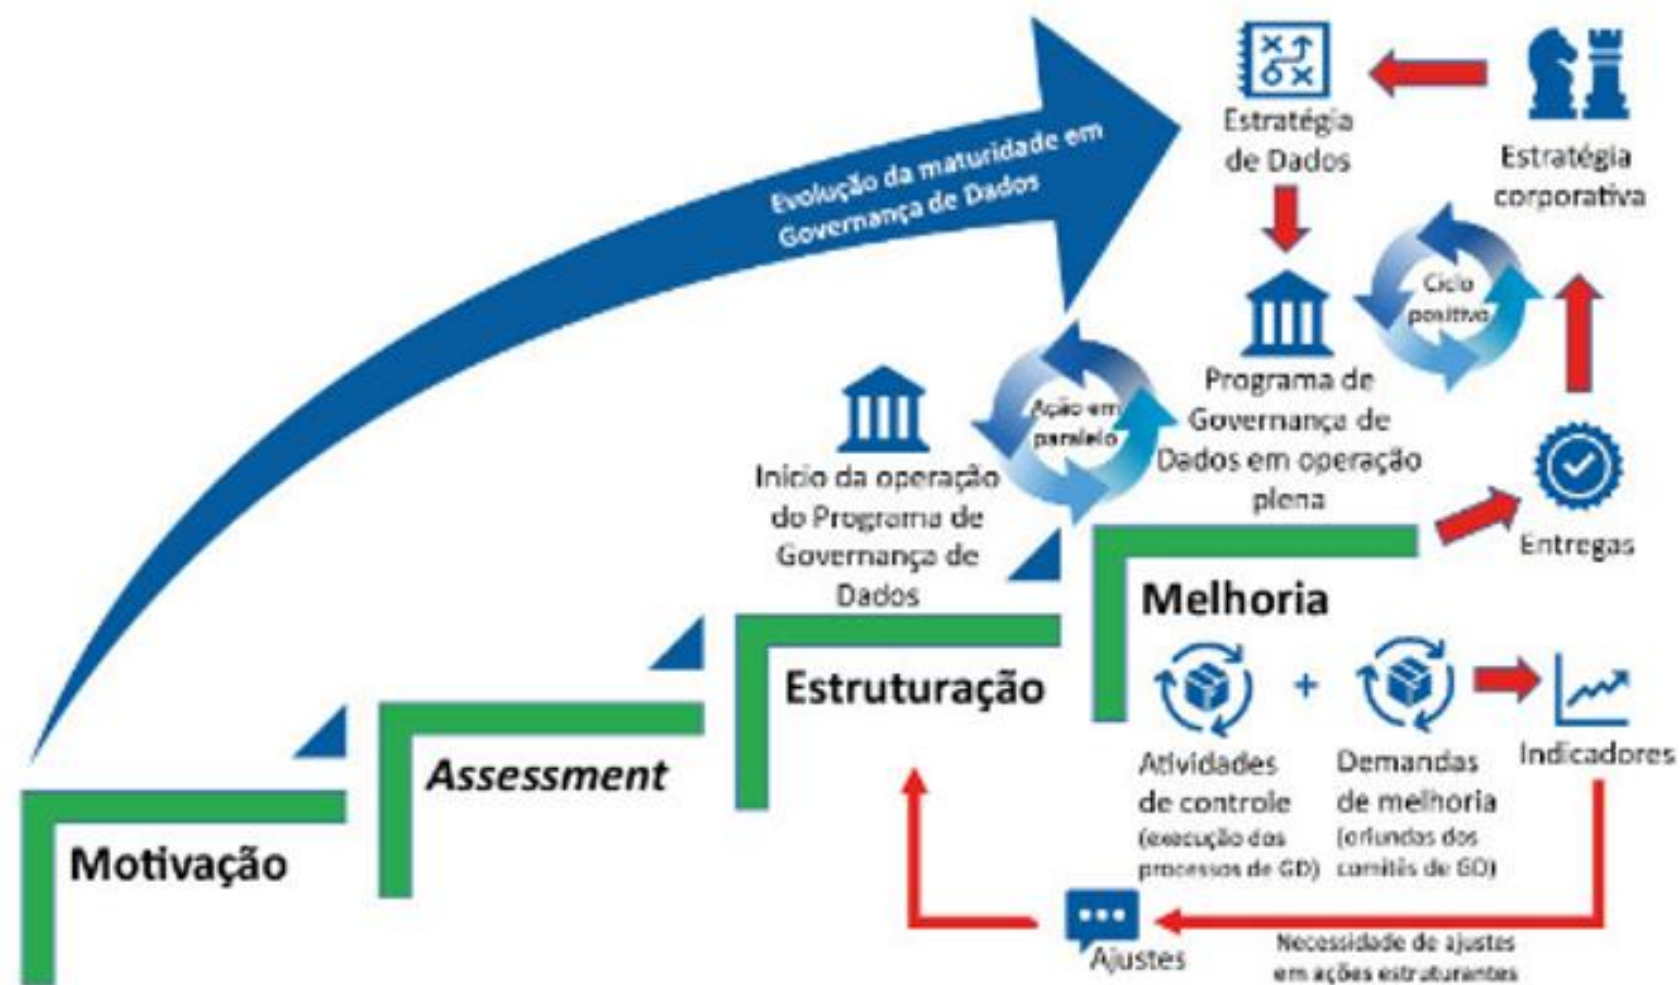 Evolução da maturidade em
Governança de Dados
Estratégia
de Dados
Estratégia
corporativa
Ciclo
positivo
Programa de
Governança de
Dados em operação
plena
Ação em
paralelo
Início da operação
do Programa de
Governança de
Dados
Entregas
Melhoria
Estruturação
Assessment
Motivação
+
Atividades
de controle
(execução dos
processos de GD)
Demandas
de melhoria
(oriundas dos
comitês de GD)
Indicadores
Ajustes
Necessidade de ajustes
em ações estruturantes